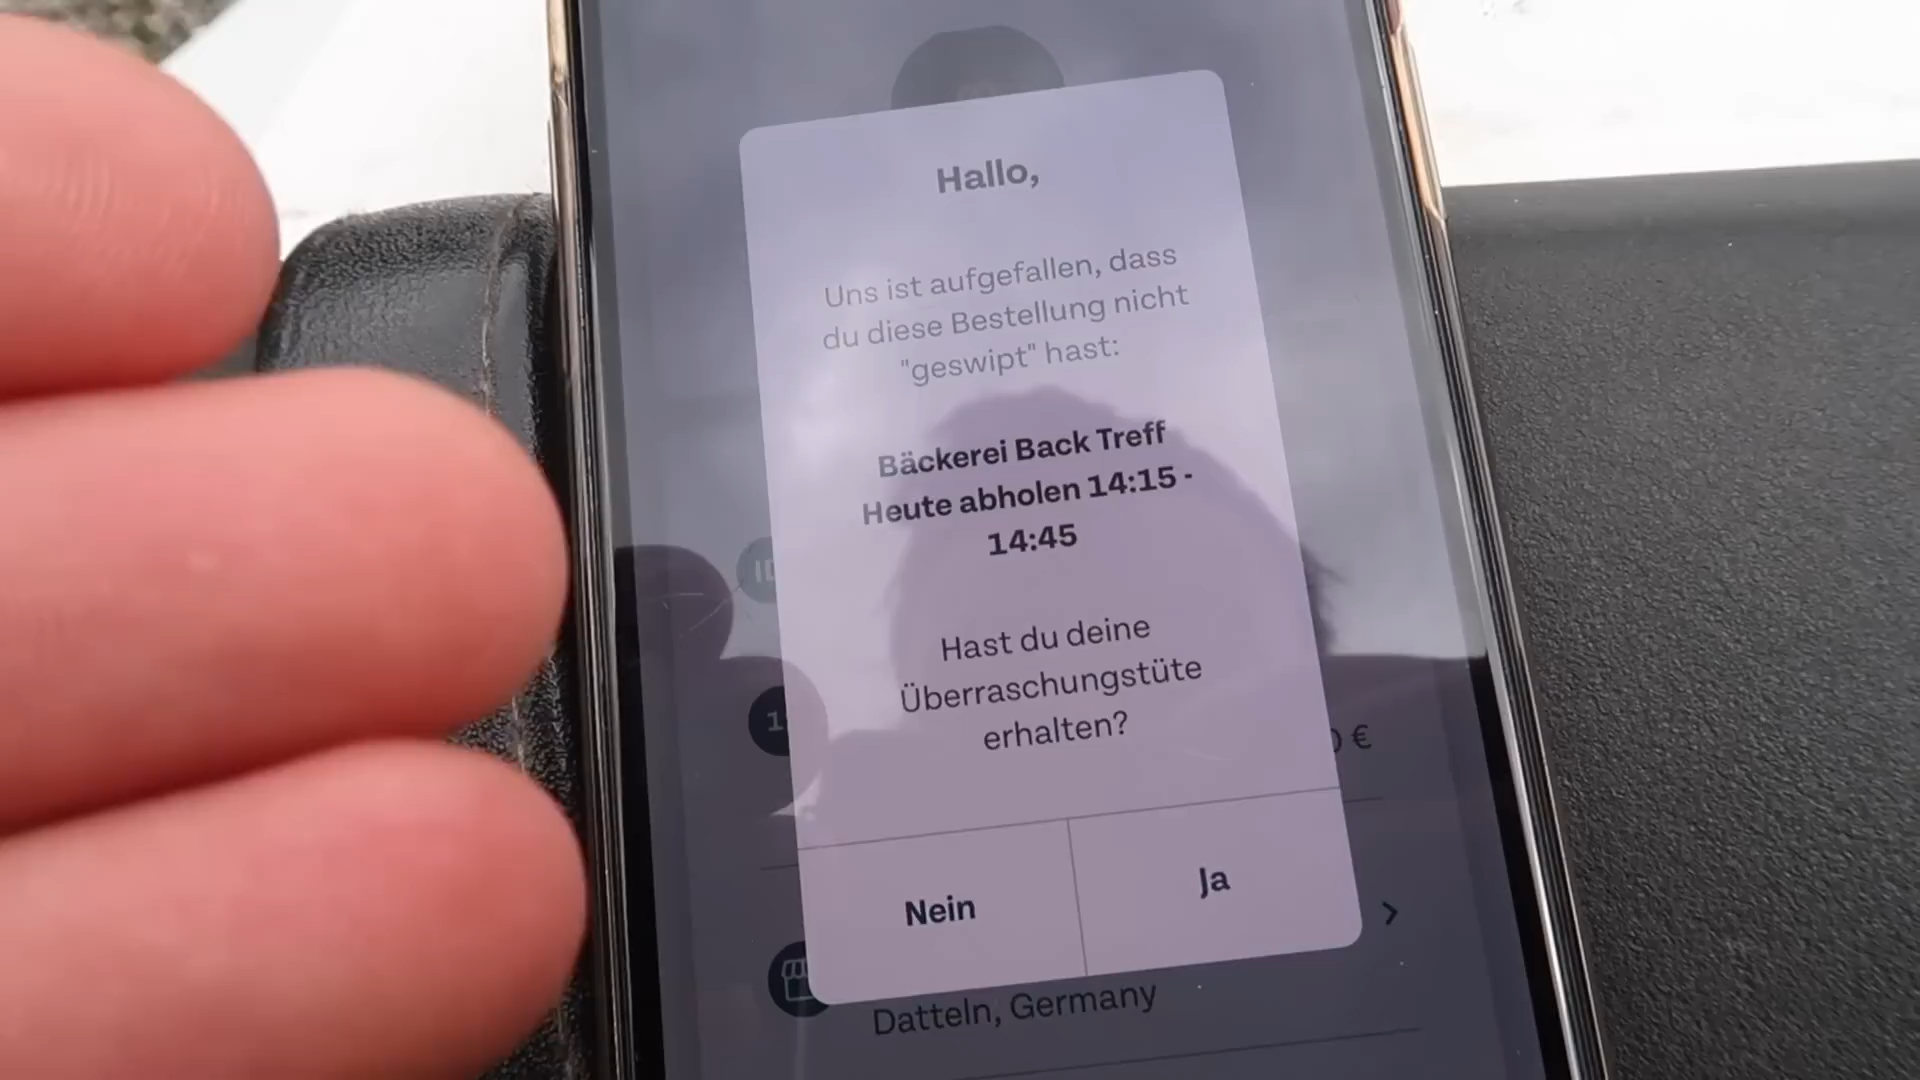 Hallo,
Uns ist aufgefallen, dass
du diese Bestellung nicht
"geswipt" hast:
Bäckerei Back Treff
Heute abholen 14:15 -
14:45
Hast du deine
Überraschungstüte
erhalten?
€
Nein
Ja
Datteln, Germany